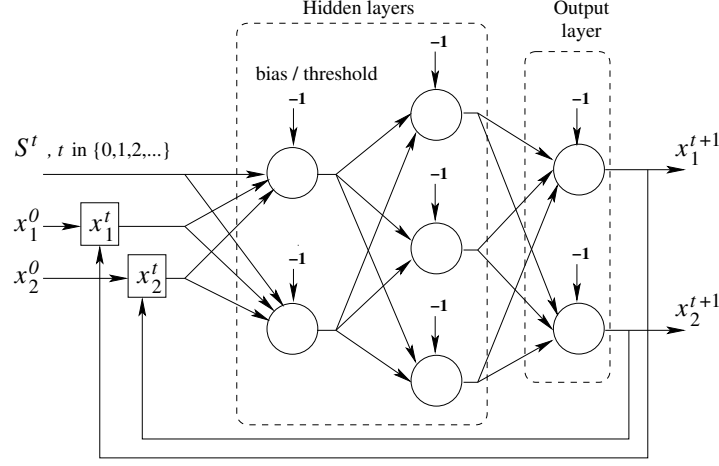 Hidden layers
Output
layer
bias / threshold
−1
−1
−1
S^t , t in {0,1,2,...}
x_1^{t+1}
−1
x_1^0
x_1^t
x_2^0
x_2^t
−1
−1
x_2^{t+1}
−1